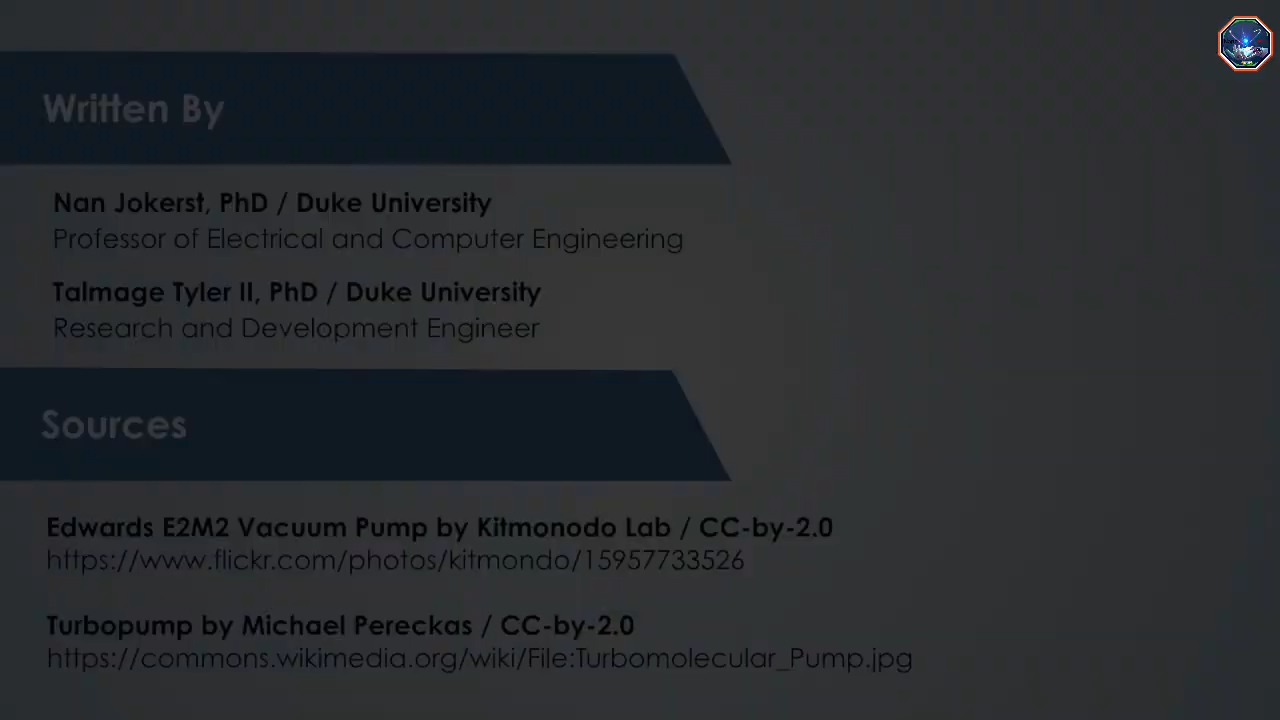 Written By
Nan Jokerst, PhD / Duke University
Professor of Electrical and Computer Engineering
Talmage Tyler II, PhD / Duke University
Research and Development Engineer
Sources
Edwards E2M2 Vacuum Pump by Kitmonodo Lab / CC-by-2.0
https://www.flickr.com/photos/kitmondo/15957733526
Turbopump by Michael Pereckas / CC-by-2.0
https://commons.wikimedia.org/wiki/File:Turbomolecular_Pump.jpg